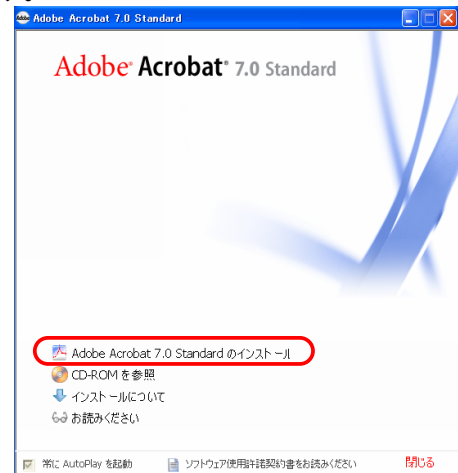 Adobe Acrobat 7.0 Standard
Adobe® Acrobat® 7.0 Standard
Adobe Acrobat 7.0 Standard のインストール
CD-ROM を参照
インストールについて
お読みください
常に AutoPlay を起動 ソフトウェア使用許諾契約書をお読みください 閉じる